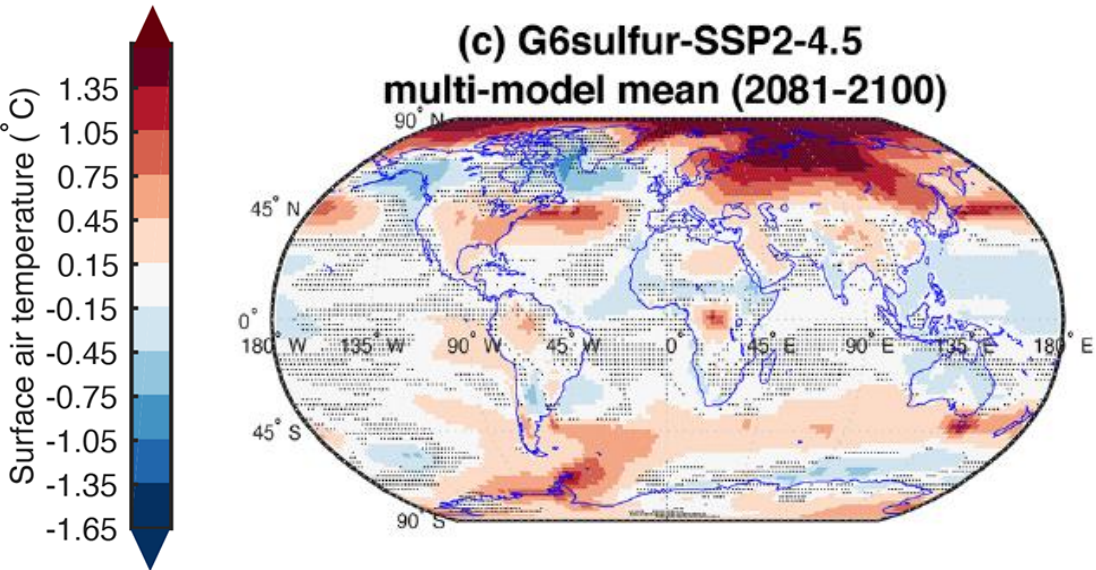 (c) G6sulfur-SSP2-4.5
multi-model mean (2081-2100)
Surface air temperature (°C)
1.35
1.05
0.75
0.45
0.15
-0.15
-0.45
-0.75
-1.05
-1.35
-1.65
90° N
45° N
0°
180° W 135° W 90° W 45° W 0° 45° E 90° E 135° E 180° E
45° S
90° S